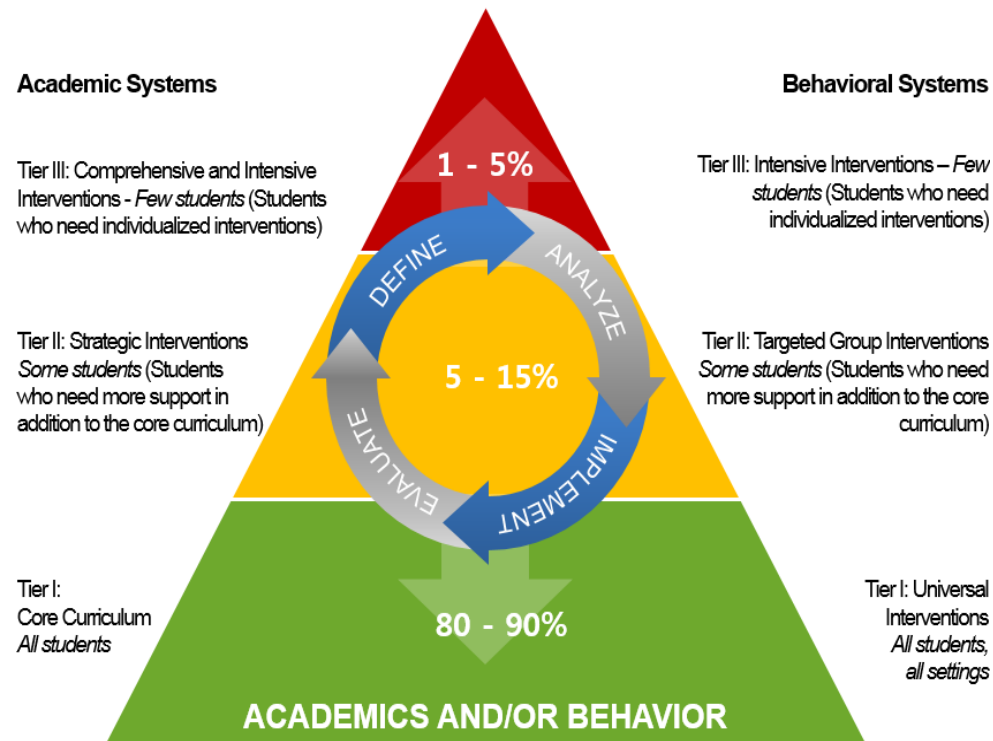 Academic Systems
Behavioral Systems
Tier III: Comprehensive and Intensive
Interventions - Few students (Students
who need individualized interventions)
1 - 5%
Tier III: Intensive Interventions – Few
students (Students who need
individualized interventions)
DEFINE
ANALYZE
IMPLEMENT
EVALUATE
Tier II: Strategic Interventions
Some students (Students
who need more support in
addition to the core curriculum)
5 - 15%
Tier II: Targeted Group Interventions
Some students (Students who need
more support in addition to the core
curriculum)
Tier I:
Core Curriculum
All students
80 - 90%
Tier I: Universal
Interventions
All students,
all settings
ACADEMICS AND/OR BEHAVIOR